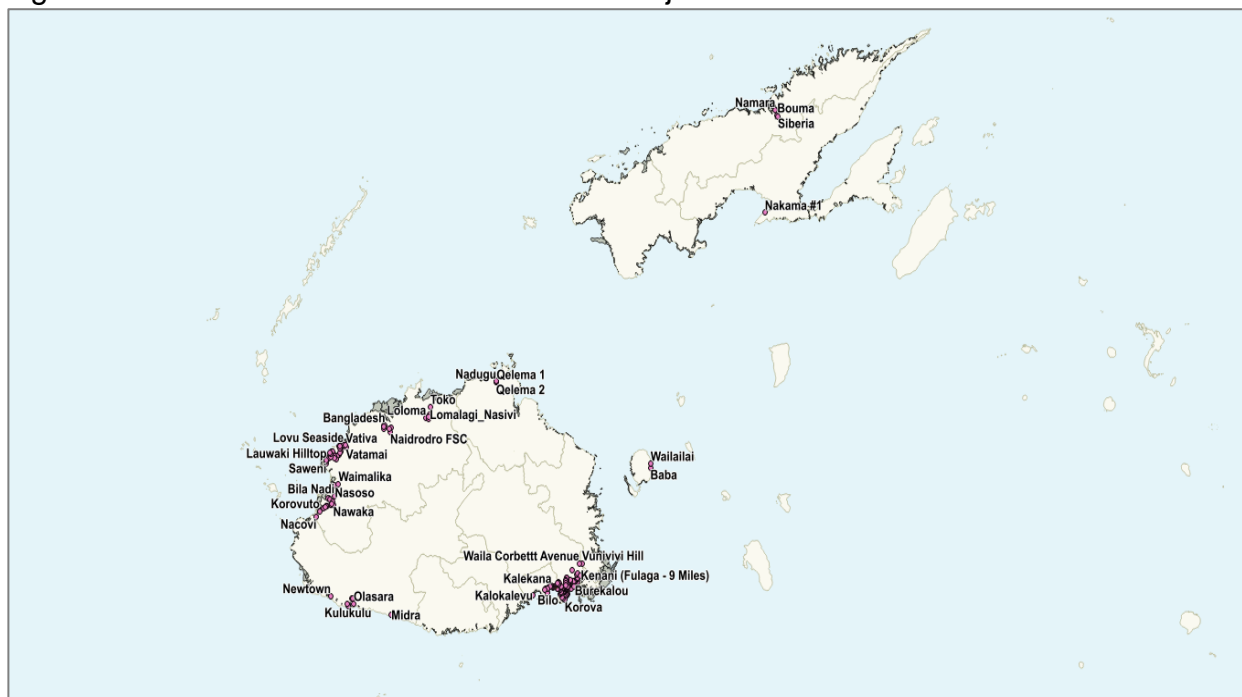 Namara
Bouma
Siberia
Nakama #1
Nadugu
Qelema 1
Qelema 2
Toko
Loloma
Lomalagi_Nasivi
Bangladesh
Naidrodro FSC
Lovu Seaside
Vativa
Lauwaki Hilltop
Vatamai
Saweni
Waimalika
Bila Nadi
Nasoso
Korovuto
Nawaka
Nacovi
Wailailai
Baba
Waila Corbettt Avenue
Vunivivi Hill
Kalekana
Kenani (Fulaga - 9 Miles)
Kalokalevu
Burekalou
Bilo
Korova
Newtown
Olasara
Kulukulu
Midra